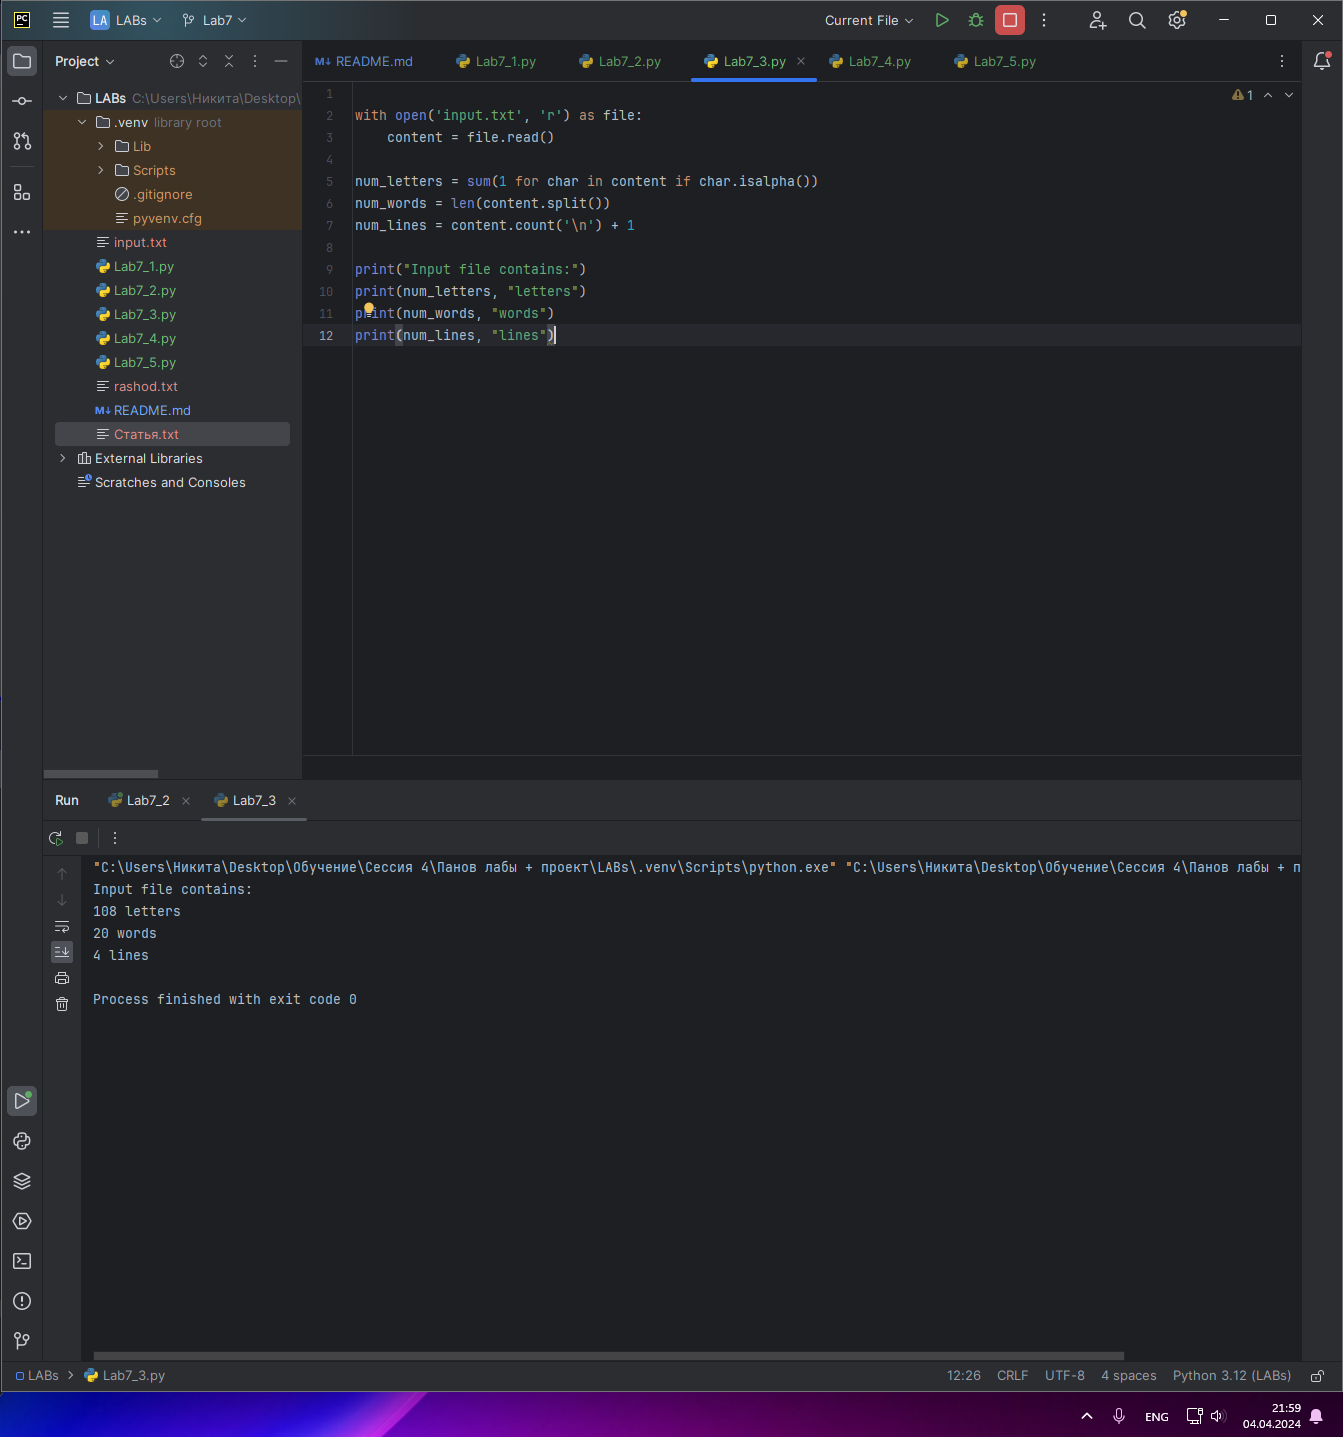 PC
LA LABs Lab7 Current File
Project
README.md Lab7_1.py Lab7_2.py Lab7_3.py Lab7_4.py Lab7_5.py
LABs C:\Users\Никита\Desktop\
.venv library root
Lib
Scripts
.gitignore
pyvenv.cfg
input.txt
Lab7_1.py
Lab7_2.py
Lab7_3.py
Lab7_4.py
Lab7_5.py
rashod.txt
M↓ README.md
Статья.txt
External Libraries
Scratches and Consoles
1
1
2 with open('input.txt', 'r') as file:
3 content = file.read()
4
5 num_letters = sum(1 for char in content if char.isalpha())
6 num_words = len(content.split())
7 num_lines = content.count('\n') + 1
8
9 print("Input file contains:")
10 print(num_letters, "letters")
11 print(num_words, "words")
12 print(num_lines, "lines")
Run Lab7_2 Lab7_3
"C:\Users\Никита\Desktop\Обучение\Сессия 4\Панов лабы + проект\LABs\.venv\Scripts\python.exe" "C:\Users\Никита\Desktop\Обучение\Сессия 4\Панов лабы + п
Input file contains:
108 letters
20 words
4 lines
Process finished with exit code 0
LABs Lab7_3.py 12:26 CRLF UTF-8 4 spaces Python 3.12 (LABs)
ENG
21:59
04.04.2024